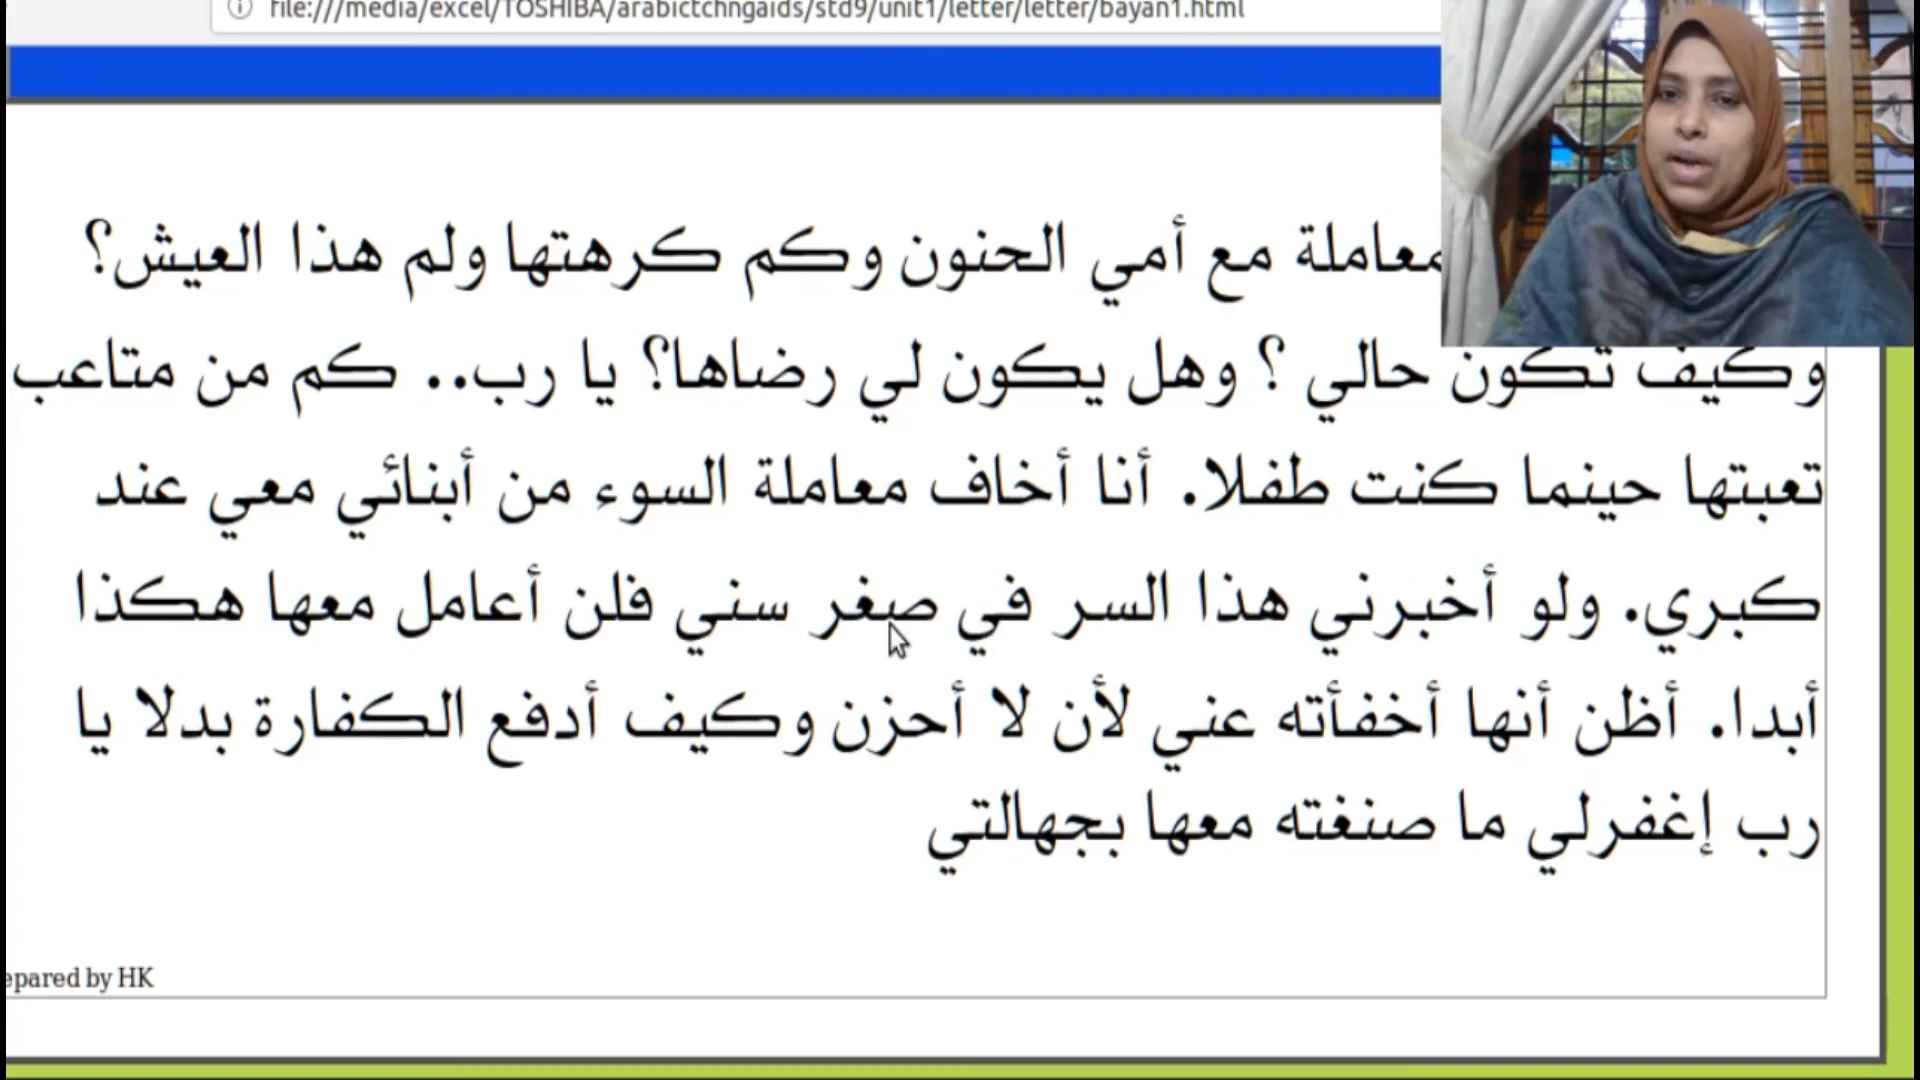 file:///media/excel/TOSHIBA/arabictchngaids/std9/unit1/letter/letter/bayan1.html
معاملة مع أمي الحنون وكم كرهتها ولم هذا العيش؟
وكيف تكون حالي ؟ وهل يكون لي رضاها؟ يا رب.. كم من متاعب
تعبتها حينما كنت طفلا. أنا أخاف معاملة السوء من أبنائي معي عند
كبري. ولو أخبرني هذا السر في صغر سني فلن أعامل معها هكذا
أبدا. أظن أنها أخفأته عني لأن لا أحزن وكيف أدفع الكفارة بدلا يا
رب إغفرلي ما صنغته معها بجهالتي
epared by HK